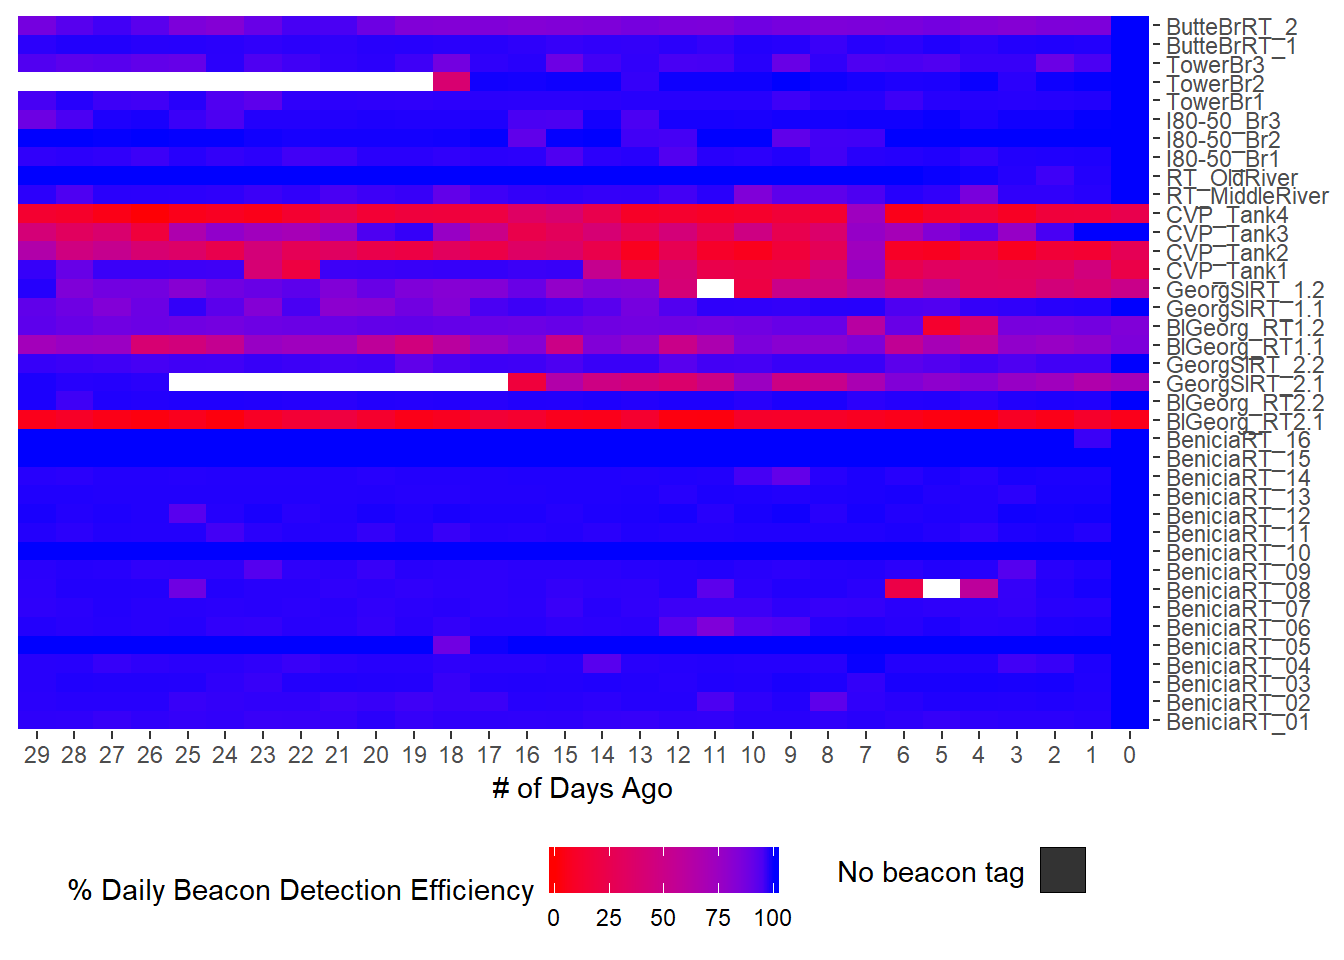 ButteBrRT_2
ButteBrRT_1
TowerBr3
TowerBr2
TowerBr1
I80-50_Br3
I80-50_Br2
I80-50_Br1
RT_OldRiver
RT_MiddleRiver
CVP_Tank4
CVP_Tank3
CVP_Tank2
CVP_Tank1
GeorgSlRT_1.2
GeorgSlRT_1.1
BlGeorg_RT1.2
BlGeorg_RT1.1
GeorgSlRT_2.2
GeorgSlRT_2.1
BlGeorg_RT2.2
BlGeorg_RT2.1
BeniciaRT_16
BeniciaRT_15
BeniciaRT_14
BeniciaRT_13
BeniciaRT_12
BeniciaRT_11
BeniciaRT_10
BeniciaRT_09
BeniciaRT_08
BeniciaRT_07
BeniciaRT_06
BeniciaRT_05
BeniciaRT_04
BeniciaRT_03
BeniciaRT_02
BeniciaRT_01
29 28 27 26 25 24 23 22 21 20 19 18 17 16 15 14 13 12 11 10 9 8 7 6 5 4 3 2 1 0
# of Days Ago
% Daily Beacon Detection Efficiency
0 25 50 75 100
No beacon tag